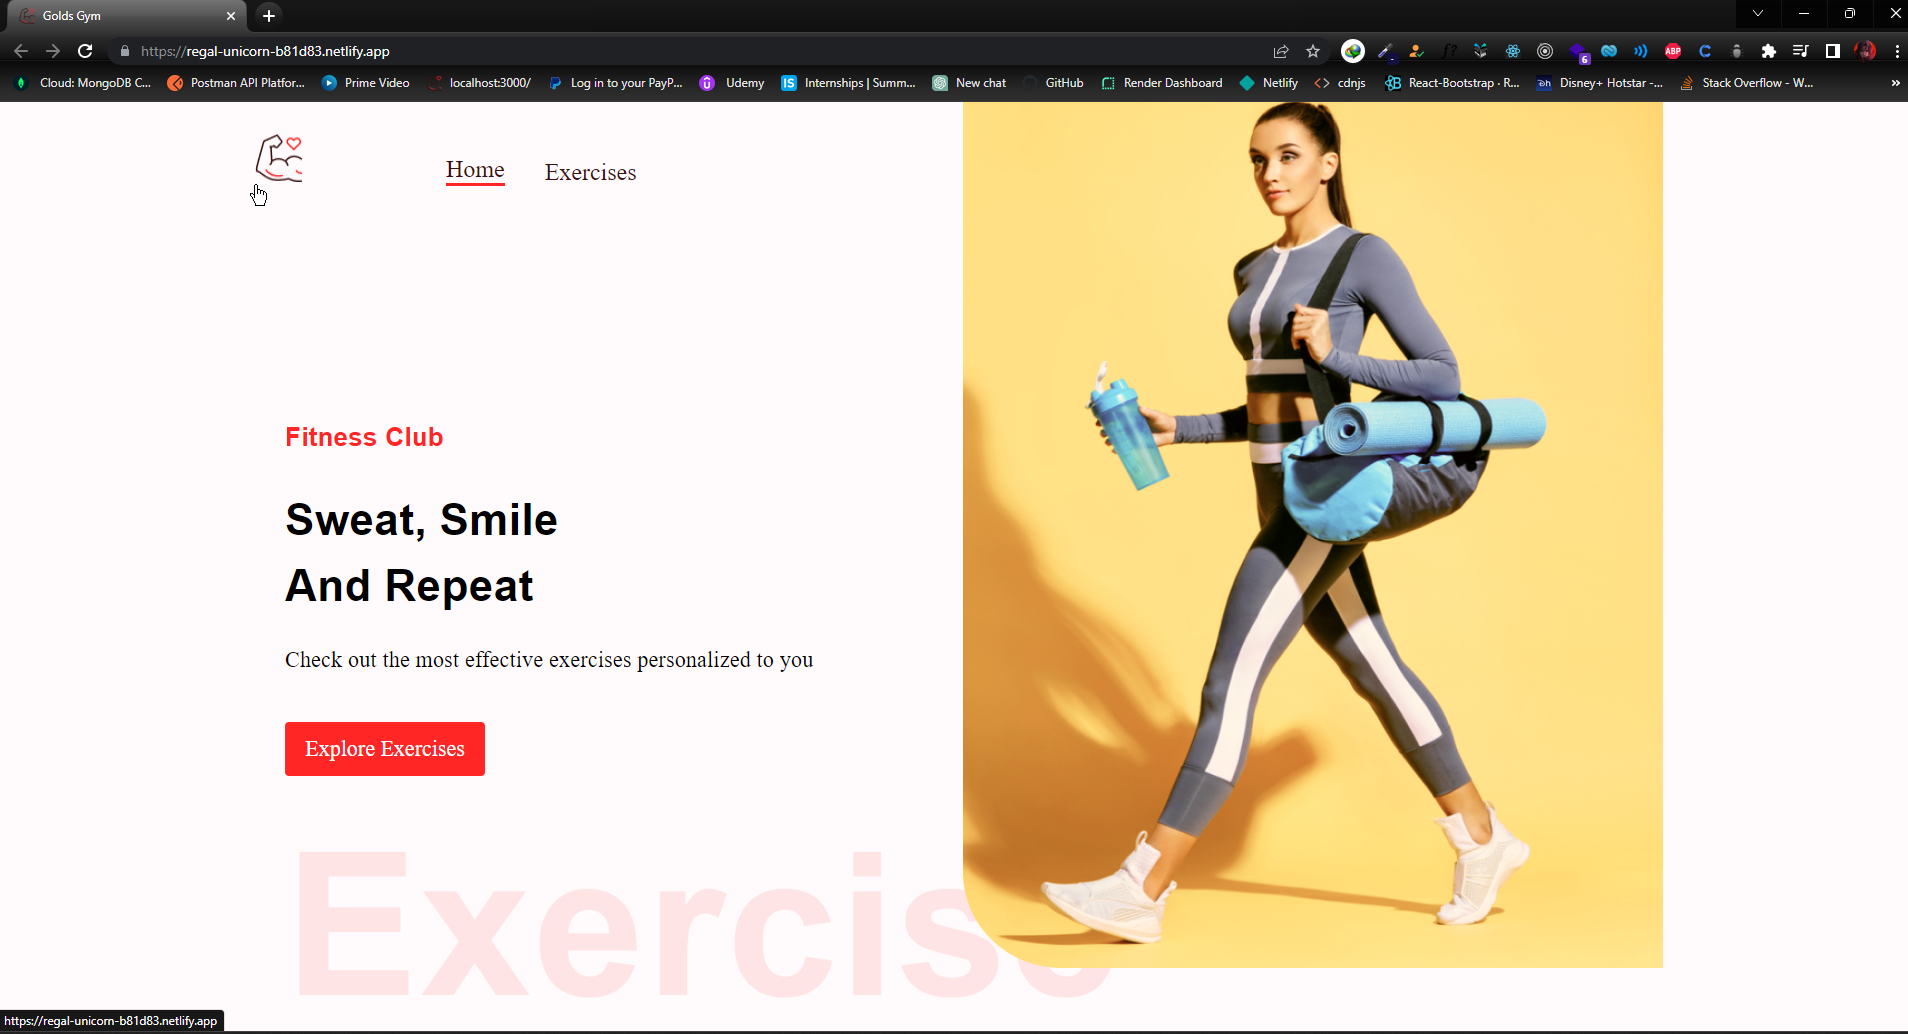 Golds Gym
https://regal-unicorn-b81d83.netlify.app
f?
6
ABP
C
Cloud: MongoDB C...
Postman API Platfor...
Prime Video
localhost:3000/
Log in to your PayP...
Udemy
IS
Internships | Summ...
New chat
GitHub
Render Dashboard
Netlify
cdnjs
React-Bootstrap · R...
Disney+ Hotstar -...
Stack Overflow - W...
Home
Exercises
Fitness Club
Sweat, Smile
And Repeat
Check out the most effective exercises personalized to you
Explore Exercises
Exercise
https://regal-unicorn-b81d83.netlify.app